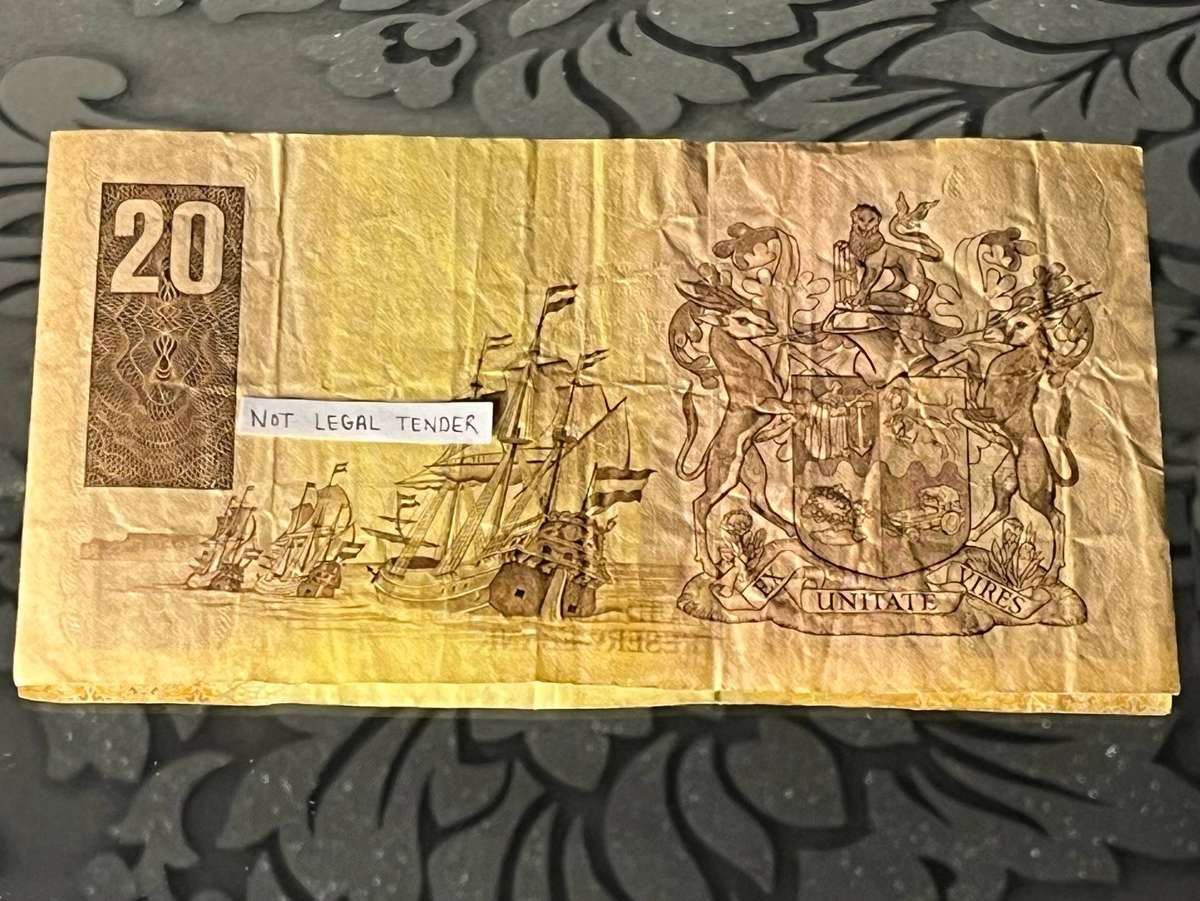 20
NOT LEGAL TENDER
EX
UNITATE
VIRES